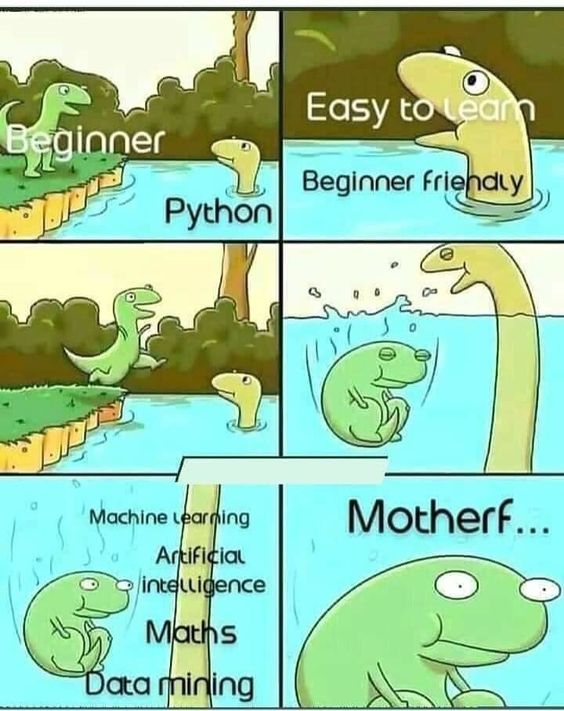 Beginner
Python
Easy to Learn
Beginner friendly
Machine Learning
Artificial
intelligence
Maths
Data mining
Motherf...